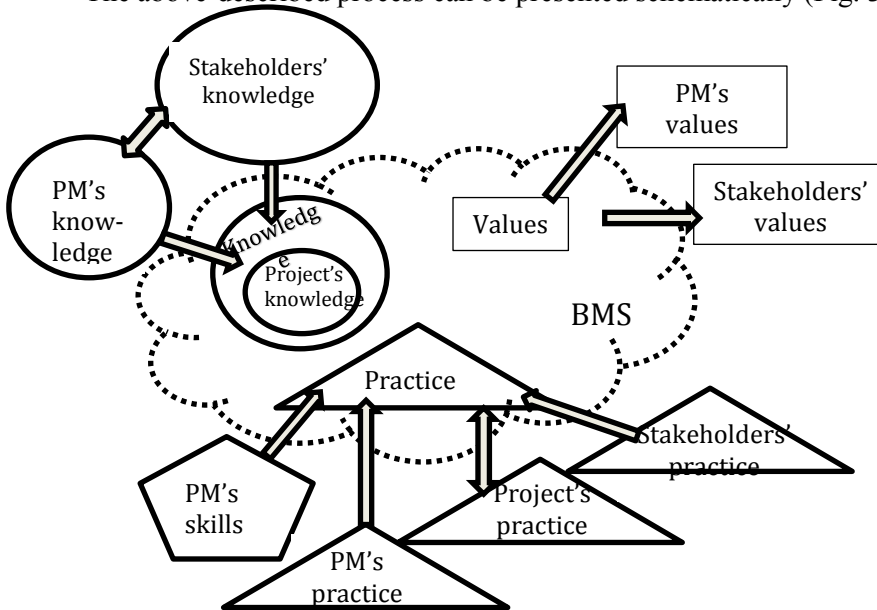 The above-described process can be presented schematically (Fig. 3
Stakeholders'
knowledge
PM's
values
PM's
know-
ledge
Stakeholders'
values
Values
Knowledg
e
Project's
knowledge
BMS
Practice
Stakeholders'
practice
PM's
skills
Project's
practice
PM's
practice